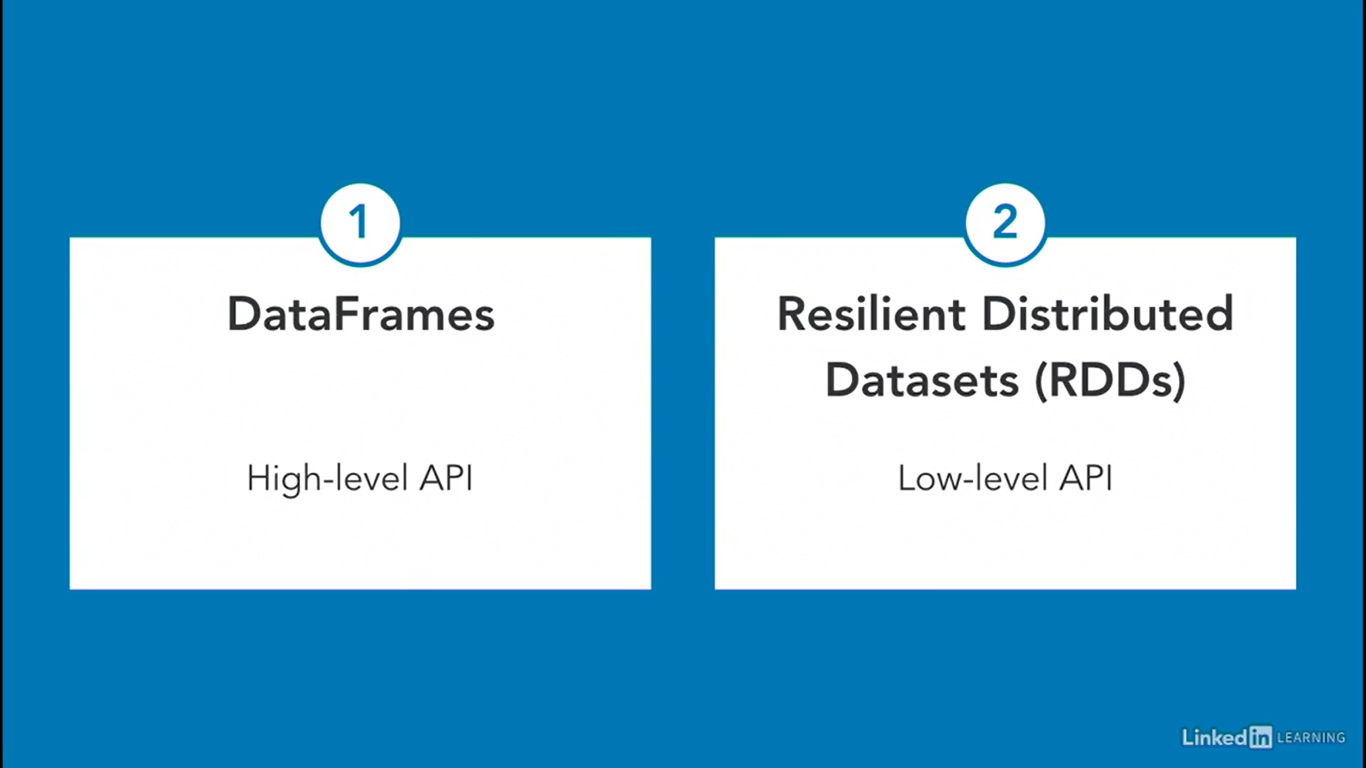 1
DataFrames
High-level API
2
Resilient Distributed
Datasets (RDDs)
Low-level API
LinkedIn LEARNING